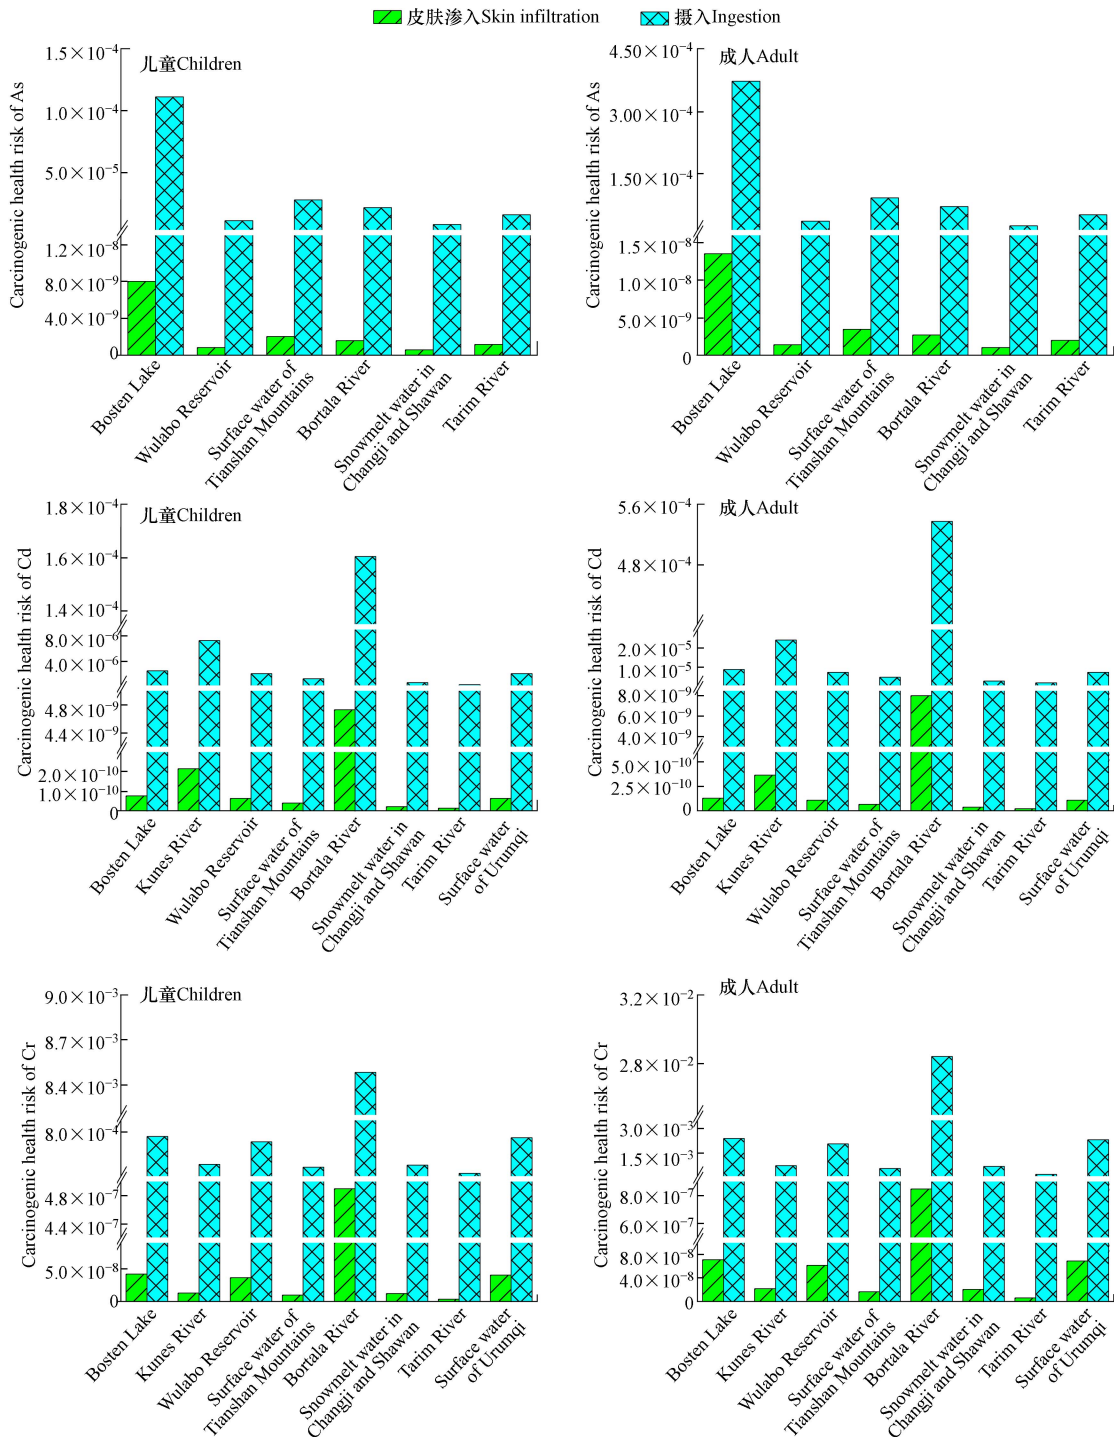 皮肤渗入Skin infiltration
摄入Ingestion
儿童Children
Carcinogenic health risk of As
1.5×10⁻⁴
1.0×10⁻⁴
5.0×10⁻⁵
1.2×10⁻⁸
8.0×10⁻⁹
4.0×10⁻⁹
0
Bosten Lake
Wulabo Reservoir
Surface water of
Tianshan Mountains
Bortala River
Snowmelt water in
Changji and Shawan
Tarim River
成人Adult
Carcinogenic health risk of As
4.50×10⁻⁴
3.00×10⁻⁴
1.50×10⁻⁴
1.5×10⁻⁸
1.0×10⁻⁸
5.0×10⁻⁹
0
Bosten Lake
Wulabo Reservoir
Surface water of
Tianshan Mountains
Bortala River
Snowmelt water in
Changji and Shawan
Tarim River
儿童Children
Carcinogenic health risk of Cd
1.8×10⁻⁴
1.6×10⁻⁴
1.4×10⁻⁴
8.0×10⁻⁶
4.0×10⁻⁶
4.8×10⁻⁹
4.4×10⁻⁹
2.0×10⁻¹⁰
1.0×10⁻¹⁰
0
Bosten Lake
Kunes River
Wulabo Reservoir
Surface water of
Tianshan Mountains
Bortala River
Snowmelt water in
Changji and Shawan
Tarim River
Surface water
of Urumqi
成人Adult
Carcinogenic health risk of Cd
5.6×10⁻⁴
4.8×10⁻⁴
2.0×10⁻⁵
1.0×10⁻⁵
8.0×10⁻⁹
6.0×10⁻⁹
4.0×10⁻⁹
5.0×10⁻¹⁰
2.5×10⁻¹⁰
0
Bosten Lake
Kunes River
Wulabo Reservoir
Surface water of
Tianshan Mountains
Bortala River
Snowmelt water in
Changji and Shawan
Tarim River
Surface water
of Urumqi
儿童Children
Carcinogenic health risk of Cr
9.0×10⁻³
8.7×10⁻³
8.4×10⁻³
8.0×10⁻⁴
4.8×10⁻⁷
4.4×10⁻⁷
5.0×10⁻⁸
0
Bosten Lake
Kunes River
Wulabo Reservoir
Surface water of
Tianshan Mountains
Bortala River
Snowmelt water in
Changji and Shawan
Tarim River
Surface water
of Urumqi
成人Adult
Carcinogenic health risk of Cr
3.2×10⁻²
2.8×10⁻²
3.0×10⁻³
1.5×10⁻³
8.0×10⁻⁷
6.0×10⁻⁷
8.0×10⁻⁸
4.0×10⁻⁸
0
Bosten Lake
Kunes River
Wulabo Reservoir
Surface water of
Tianshan Mountains
Bortala River
Snowmelt water in
Changji and Shawan
Tarim River
Surface water
of Urumqi